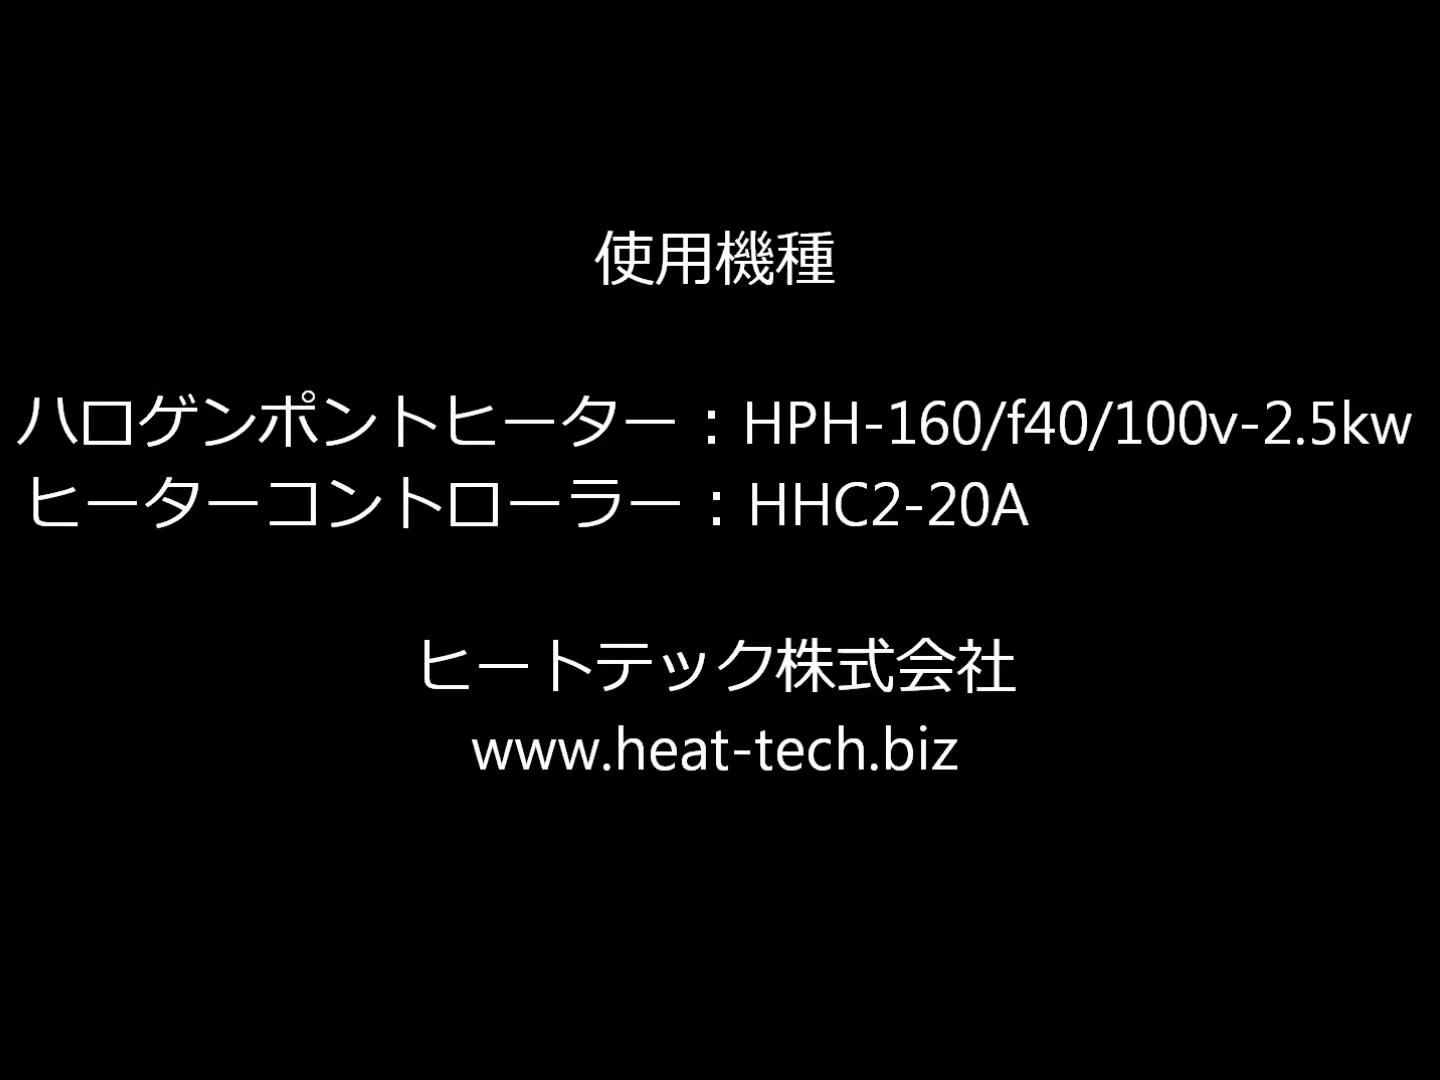 使用機種
ハロゲンポントヒーター：HPH-160/f40/100v-2.5kw
ヒーターコントローラー：HHC2-20A
ヒートテック株式会社
www.heat-tech.biz